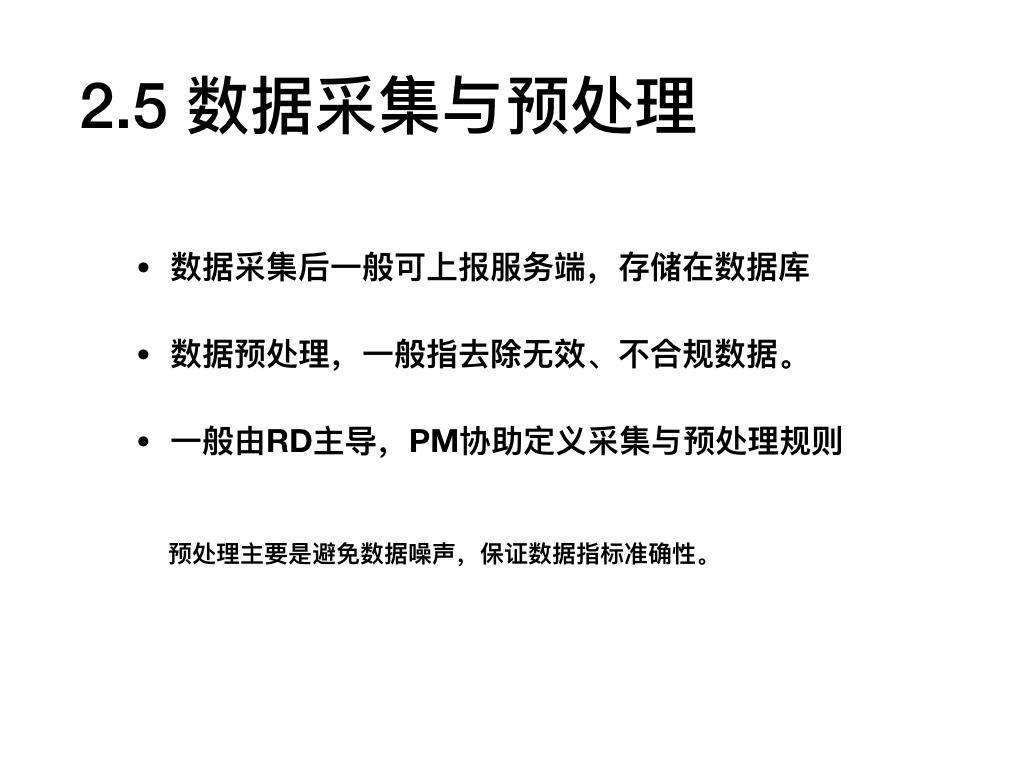 2.5 数据采集与预处理
• 数据采集后一般可上报服务端，存储在数据库
• 数据预处理，一般指去除无效、不合规数据。
• 一般由RD主导，PM协助定义采集与预处理规则
预处理主要是避免数据噪声，保证数据指标准确性。